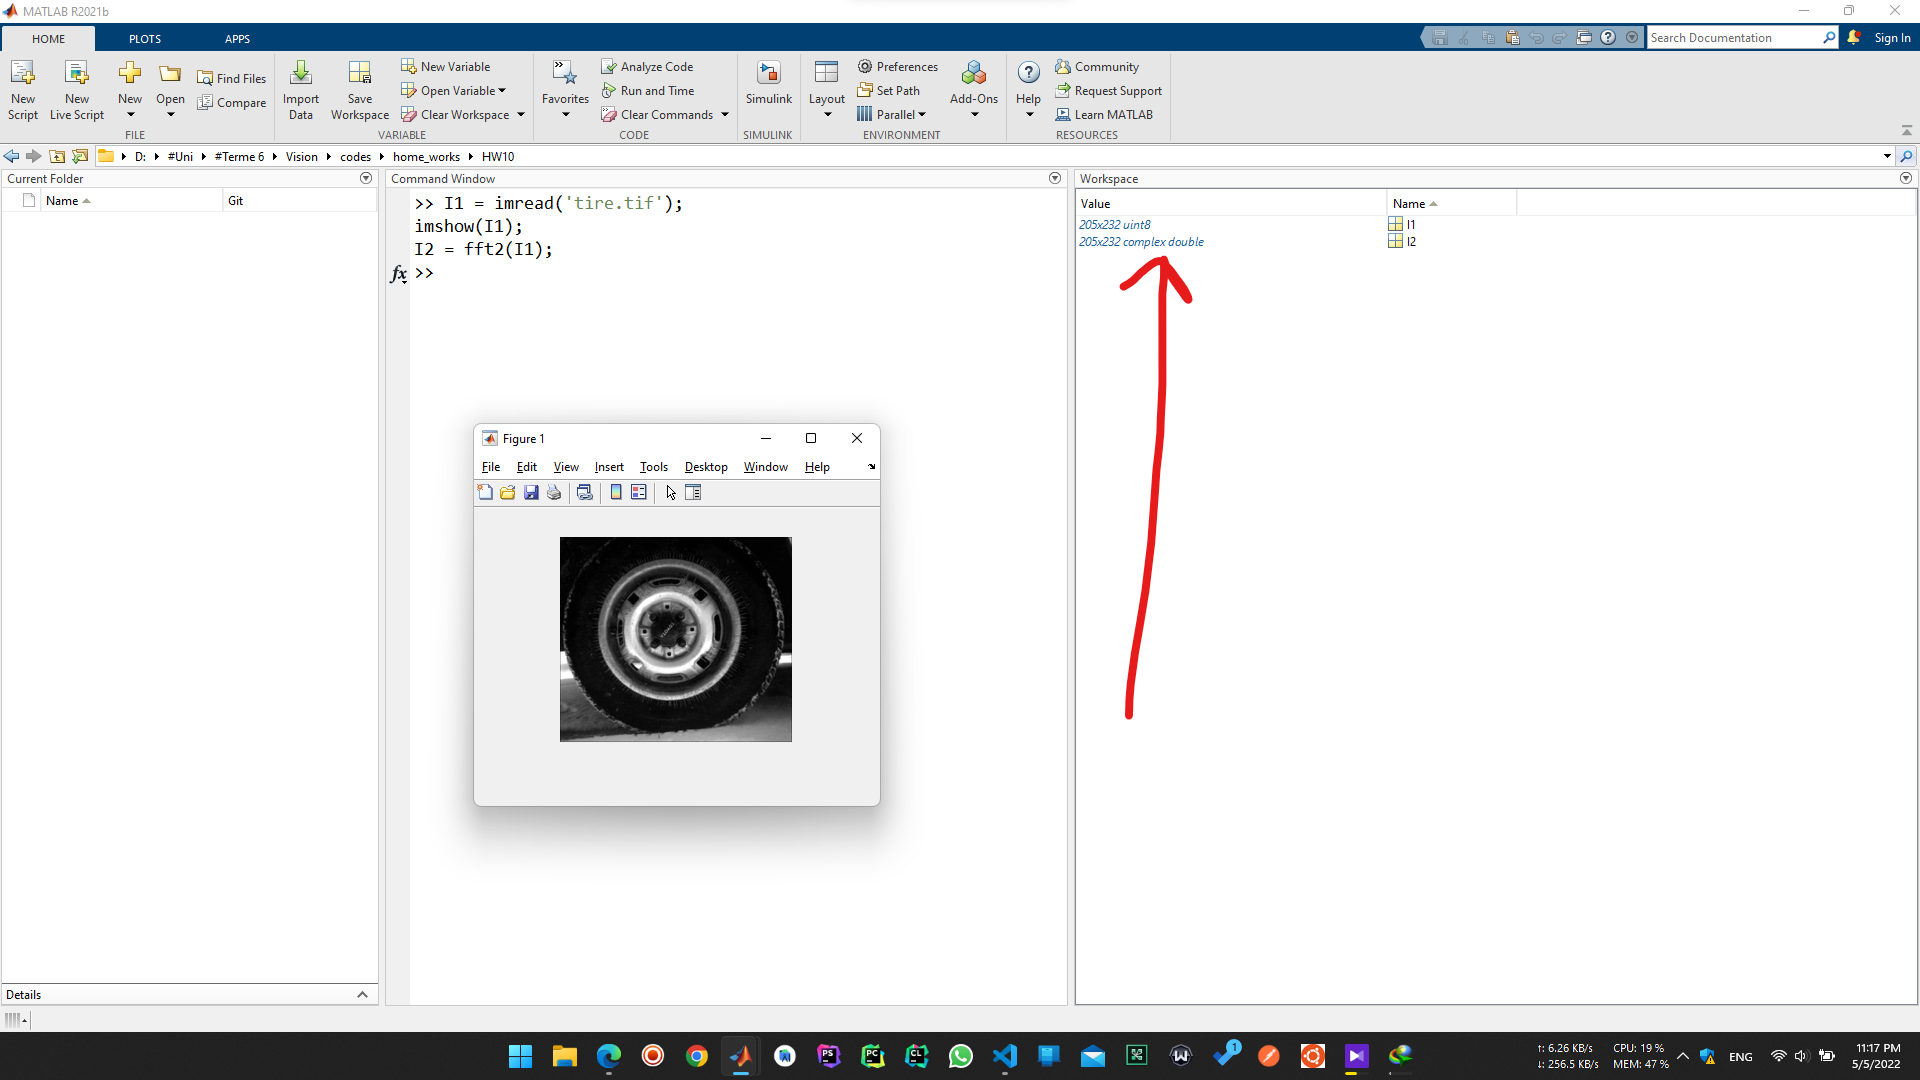 MATLAB R2021b
HOME PLOTS APPS
Search Documentation Sign In
New Script
New Live Script
New
Open
Find Files
Compare
FILE
Import Data
Save Workspace
New Variable
Open Variable
Clear Workspace
VARIABLE
Favorites
Analyze Code
Run and Time
Clear Commands
CODE
Simulink
SIMULINK
Layout
Preferences
Set Path
Parallel
Add-Ons
ENVIRONMENT
Help
Community
Request Support
Learn MATLAB
RESOURCES
D: #Uni #Terme 6 Vision codes home_works HW10
Current Folder
Name Git
Details
Command Window
>> I1 = imread('tire.tif');
imshow(I1);
I2 = fft2(I1);
fx >>
Figure 1
File Edit View Insert Tools Desktop Window Help
Workspace
Value Name
205x232 uint8 I1
205x232 complex double I2
PS
PC
CL
1
↑: 6.26 KB/s CPU: 19 %
↓: 256.5 KB/s MEM: 47 %
ENG
11:17 PM
5/5/2022